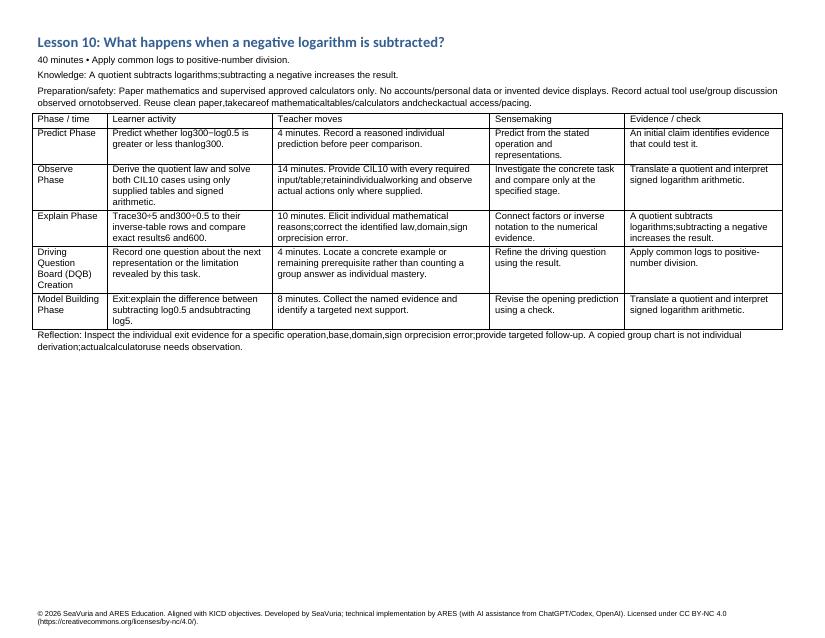 Lesson 10: What happens when a negative logarithm is subtracted?
40 minutes • Apply common logs to positive-number division.
Knowledge: A quotient subtracts logarithms;subtracting a negative increases the result.
Preparation/safety: Paper mathematics and supervised approved calculators only. No accounts/personal data or invented device displays. Record actual tool use/group discussion
observed ornotobserved. Reuse clean paper,takecareof mathematicaltables/calculators andcheckactual access/pacing.
Phase / time
Learner activity
Teacher moves
Sensemaking
Evidence / check
Predict Phase
Predict whether log300−log0.5 is
greater or less thanlog300.
4 minutes. Record a reasoned individual
prediction before peer comparison.
Predict from the stated
operation and
representations.
An initial claim identifies evidence
that could test it.
Observe
Phase
Derive the quotient law and solve
both CIL10 cases using only
supplied tables and signed
arithmetic.
14 minutes. Provide CIL10 with every required
input/table;retainindividualworking and observe
actual actions only where supplied.
Investigate the concrete task
and compare only at the
specified stage.
Translate a quotient and interpret
signed logarithm arithmetic.
Explain Phase
Trace30÷5 and300÷0.5 to their
inverse-table rows and compare
exact results6 and600.
10 minutes. Elicit individual mathematical
reasons;correct the identified law,domain,sign
orprecision error.
Connect factors or inverse
notation to the numerical
evidence.
A quotient subtracts
logarithms;subtracting a negative
increases the result.
Driving
Question
Board (DQB)
Creation
Record one question about the next
representation or the limitation
revealed by this task.
4 minutes. Locate a concrete example or
remaining prerequisite rather than counting a
group answer as individual mastery.
Refine the driving question
using the result.
Apply common logs to positive-
number division.
Model Building
Phase
Exit:explain the difference between
subtracting log0.5 andsubtracting
log5.
8 minutes. Collect the named evidence and
identify a targeted next support.
Revise the opening prediction
using a check.
Translate a quotient and interpret
signed logarithm arithmetic.
Reflection: Inspect the individual exit evidence for a specific operation,base,domain,sign orprecision error;provide targeted follow-up. A copied group chart is not individual
derivation;actualcalculatoruse needs observation.
© 2026 SeaVuria and ARES Education. Aligned with KICD objectives. Developed by SeaVuria; technical implementation by ARES (with AI assistance from ChatGPT/Codex, OpenAI). Licensed under CC BY-NC 4.0
(https://creativecommons.org/licenses/by-nc/4.0/).